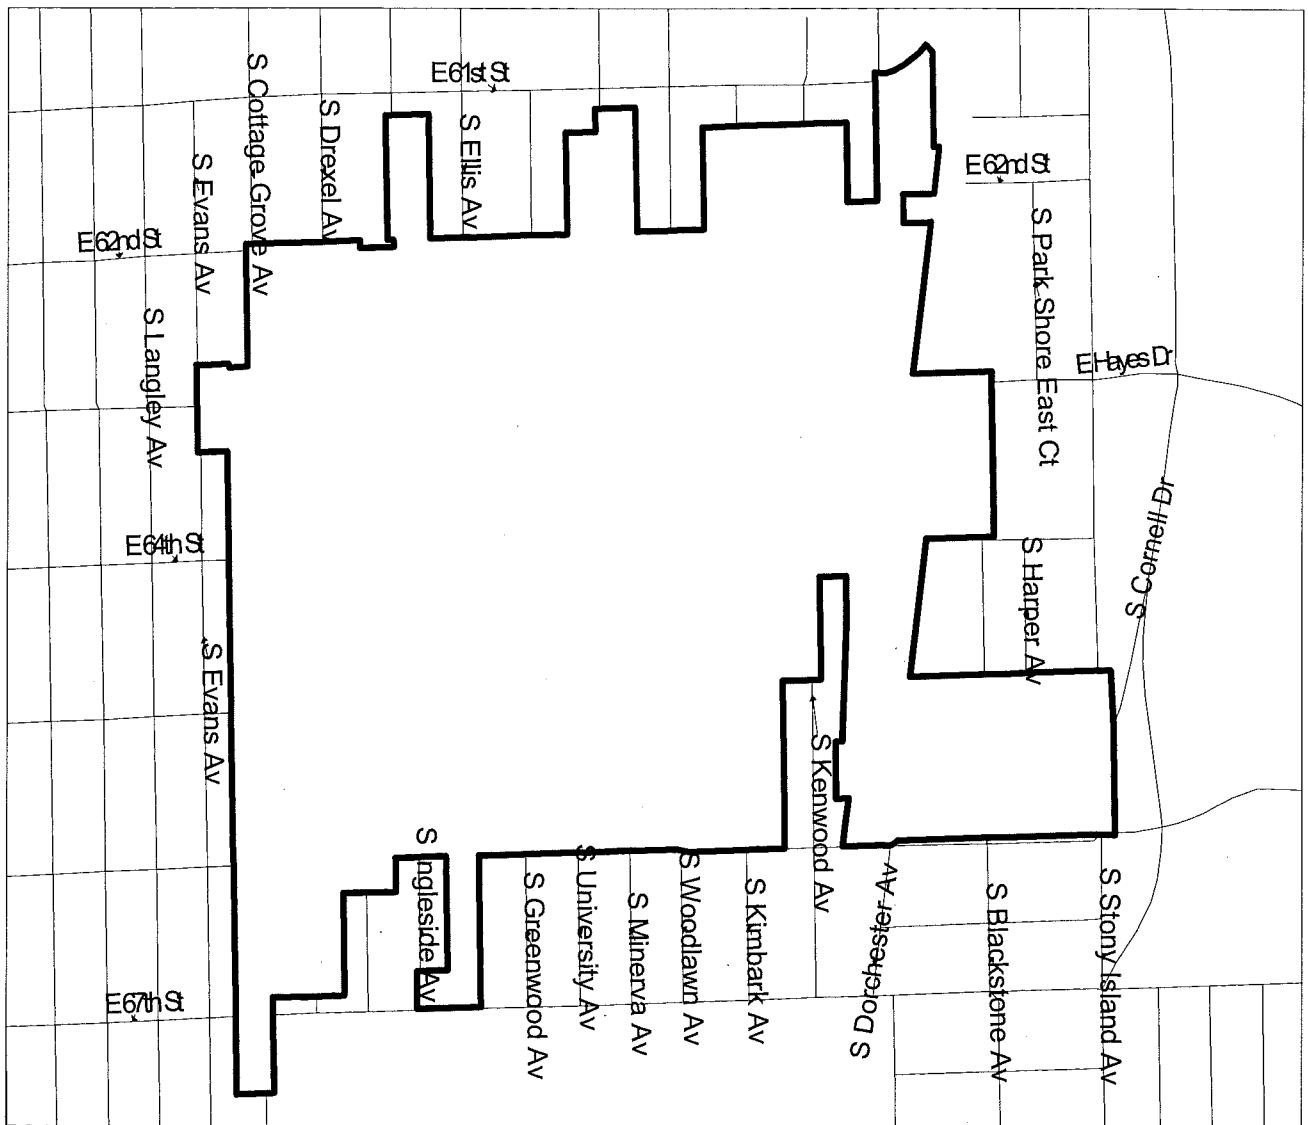 E 61st St
S Cottage Grove Av
S Drexel Av
S Ellis Av
S Evans Av
E 62nd St
E 62nd St
S Park Shore East Ct
S Langley Av
E Hayes Dr
S Cornell Dr
E 64th St
S Harper Av
S Evans Av
S Kenwood Av
S Ingleside Av
S Greenwood Av
S University Av
S Minerva Av
S Woodlawn Av
S Kimbark Av
S Dorchester Av
S Blackstone Av
S Stony Island Av
E 67th St